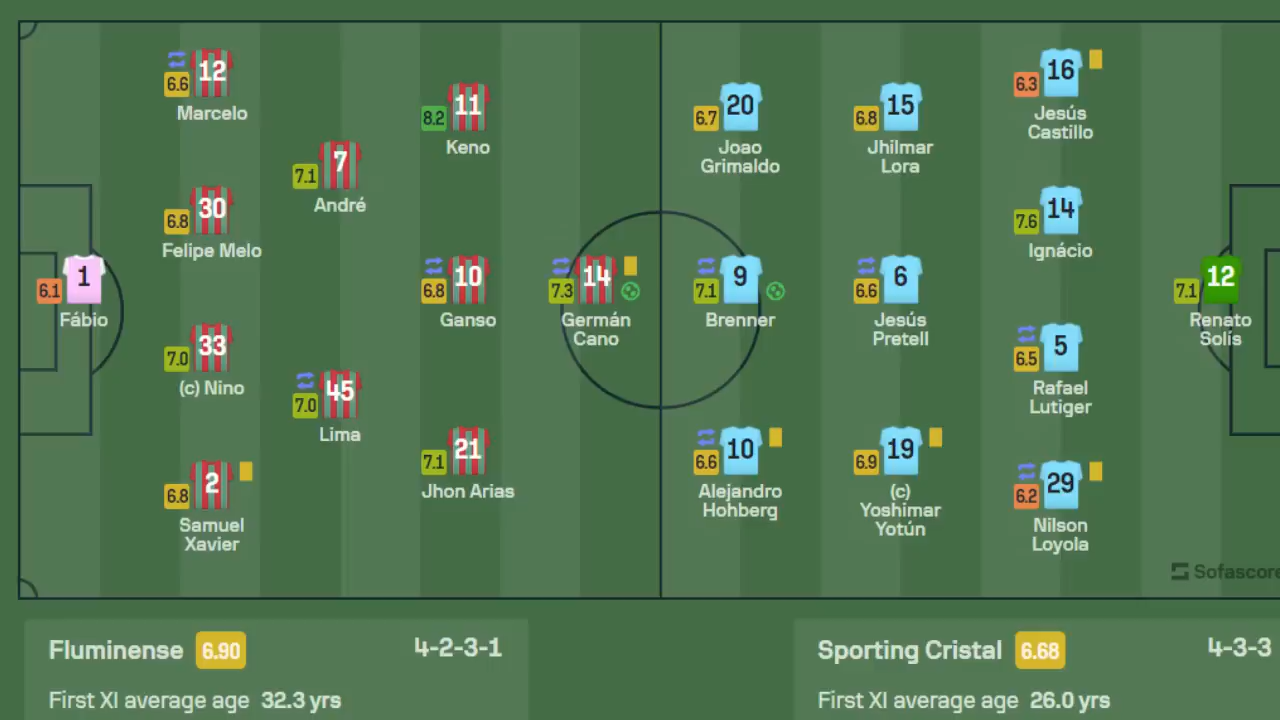 12
6.6
Marcelo
11
8.2
Keno
7
7.1
André
30
6.8
Felipe Melo
1
6.1
Fábio
10
6.8
Ganso
14
7.3
Germán
Cano
33
7.0
(c) Nino
45
7.0
Lima
2
6.8
Samuel
Xavier
21
7.1
Jhon Arias
20
6.7
Joao
Grimaldo
15
6.8
Jhilmar
Lora
16
6.3
Jesús
Castillo
14
7.6
Ignácio
9
7.1
Brenner
6
6.6
Jesús
Pretell
12
7.1
Renato
Solís
5
6.5
Rafael
Lutiger
10
6.6
Alejandro
Hohberg
19
6.9
(c)
Yoshimar
Yotún
29
6.2
Nilson
Loyola
Sofascore
Fluminense 6.90 4-2-3-1
First XI average age 32.3 yrs
Sporting Cristal 6.68 4-3-3
First XI average age 26.0 yrs